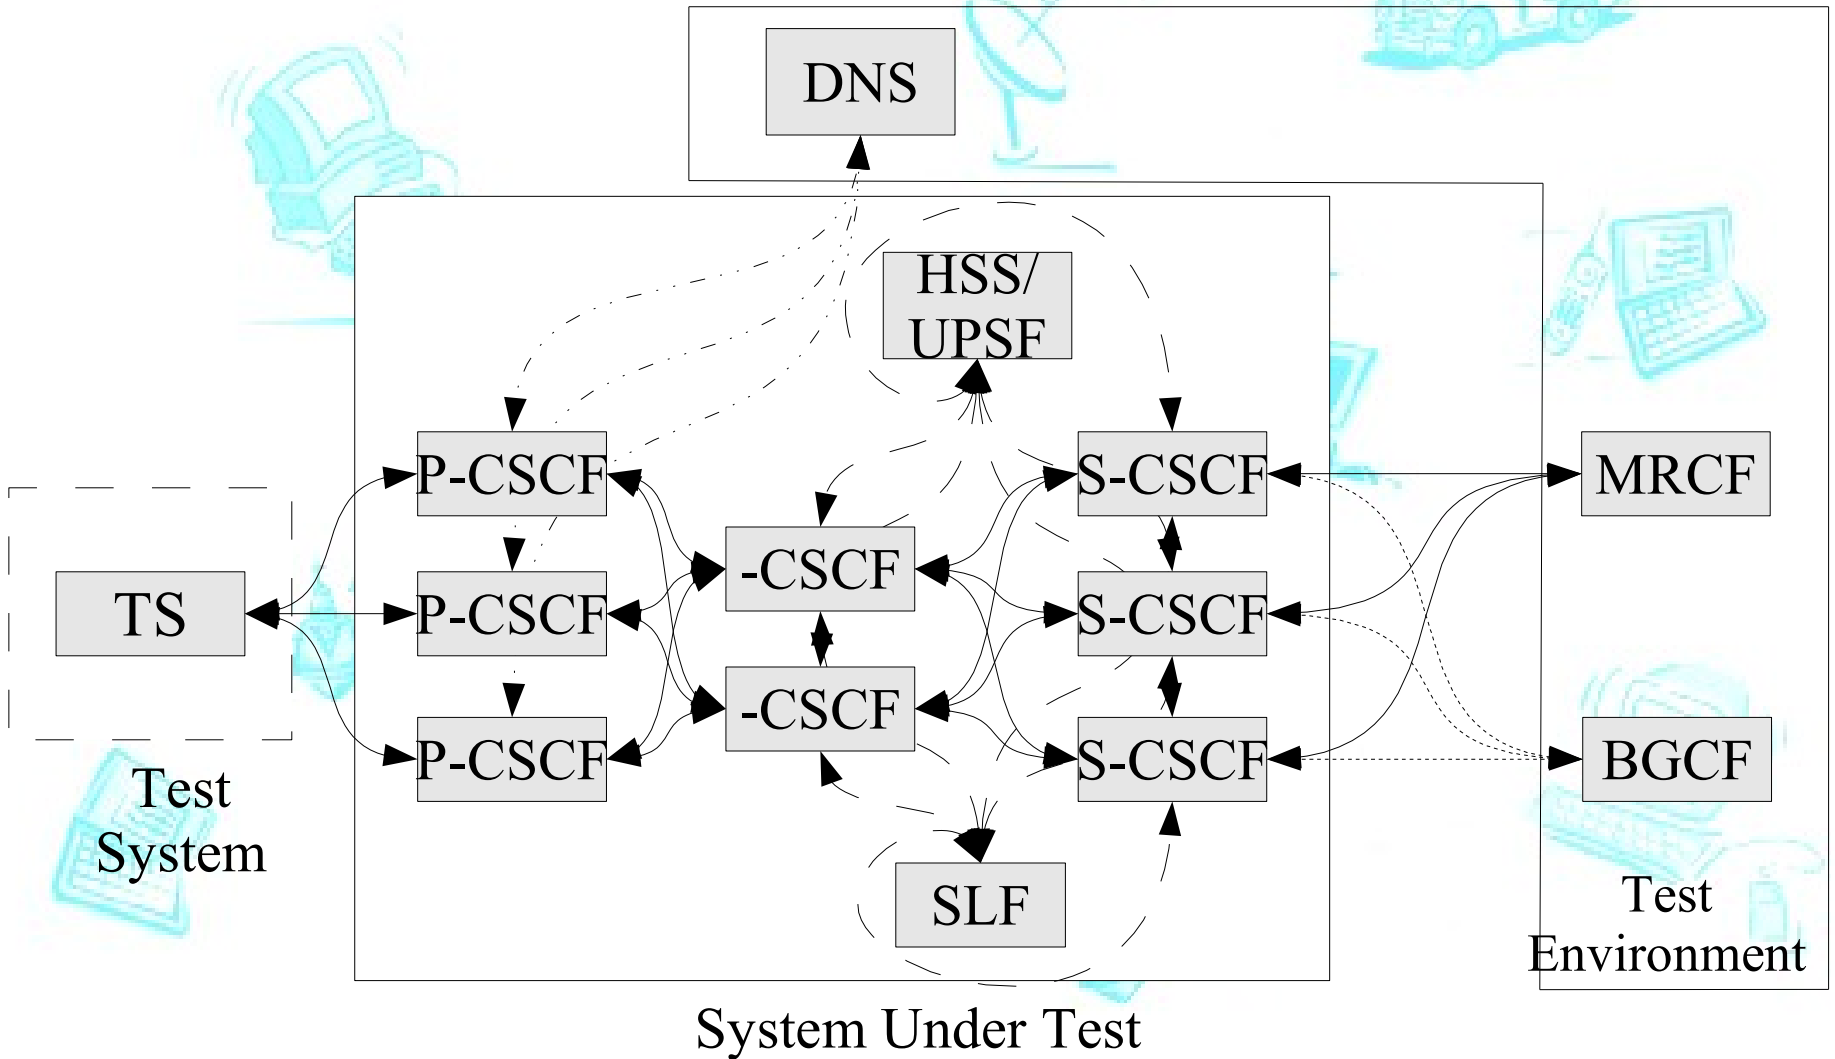 DNS
HSS/
UPSF
P-CSCF
S-CSCF
MRCF
-CSCF
TS
P-CSCF
S-CSCF
-CSCF
P-CSCF
S-CSCF
BGCF
Test
System
SLF
Test
Environment
System Under Test